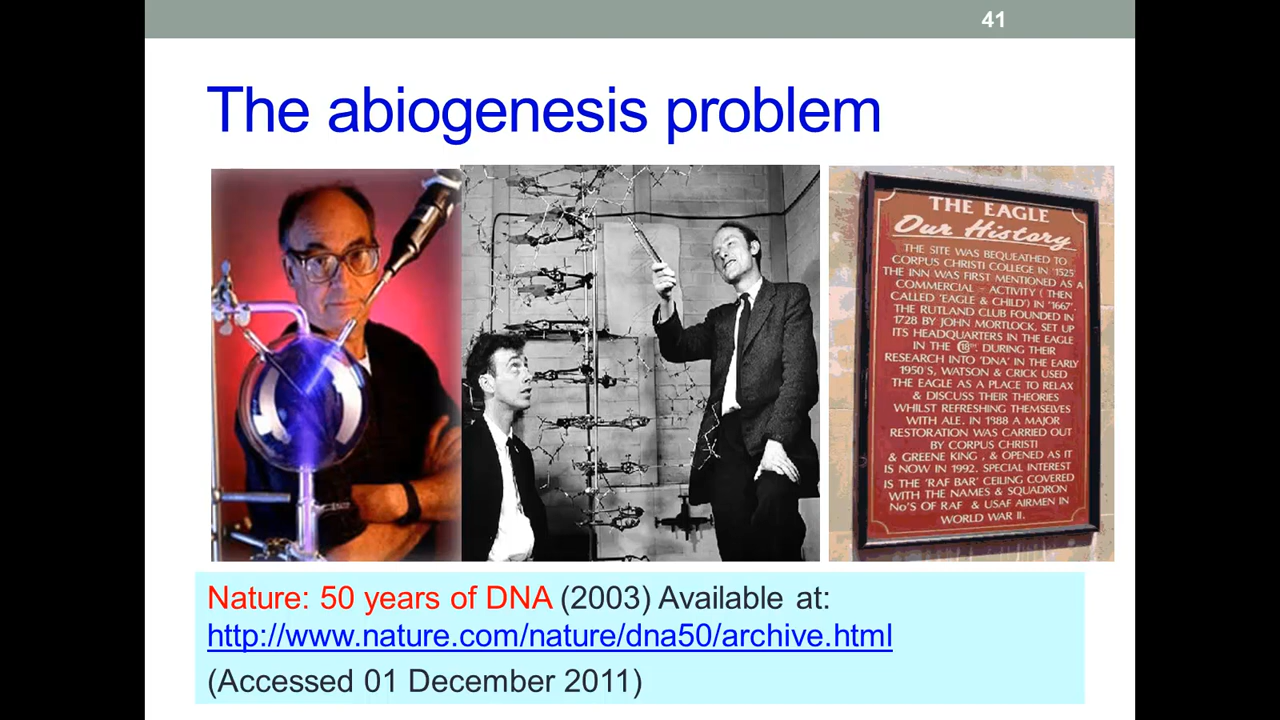 41
The abiogenesis problem
THE EAGLE
Our History
THE SITE WAS BEQUEATHED TO
CORPUS CHRISTI COLLEGE IN '1525'
THE INN WAS FIRST MENTIONED AS A
COMMERCIAL - ACTIVITY ( THEN
CALLED 'EAGLE & CHILD') IN '1667'.
THE RUTLAND CLUB FOUNDED IN
1728 BY JOHN MORTLOCK, SET UP
ITS HEADQUARTERS IN THE EAGLE
IN THE 18TH. DURING THEIR
RESEARCH INTO 'DNA' IN THE EARLY
1950'S, WATSON & CRICK USED
THE EAGLE AS A PLACE TO RELAX
& DISCUSS THEIR THEORIES
WHILST REFRESHING THEMSELVES
WITH ALE. IN 1988 A MAJOR
RESTORATION WAS CARRIED OUT
BY CORPUS CHRISTI
& GREENE KING , & OPENED AS IT
IS NOW IN 1992. SPECIAL INTEREST
IS THE 'RAF BAR' CEILING COVERED
WITH THE NAMES & SQUADRON
No'S OF RAF & USAF AIRMEN IN
WORLD WAR II.
Nature: 50 years of DNA (2003) Available at:
http://www.nature.com/nature/dna50/archive.html
(Accessed 01 December 2011)